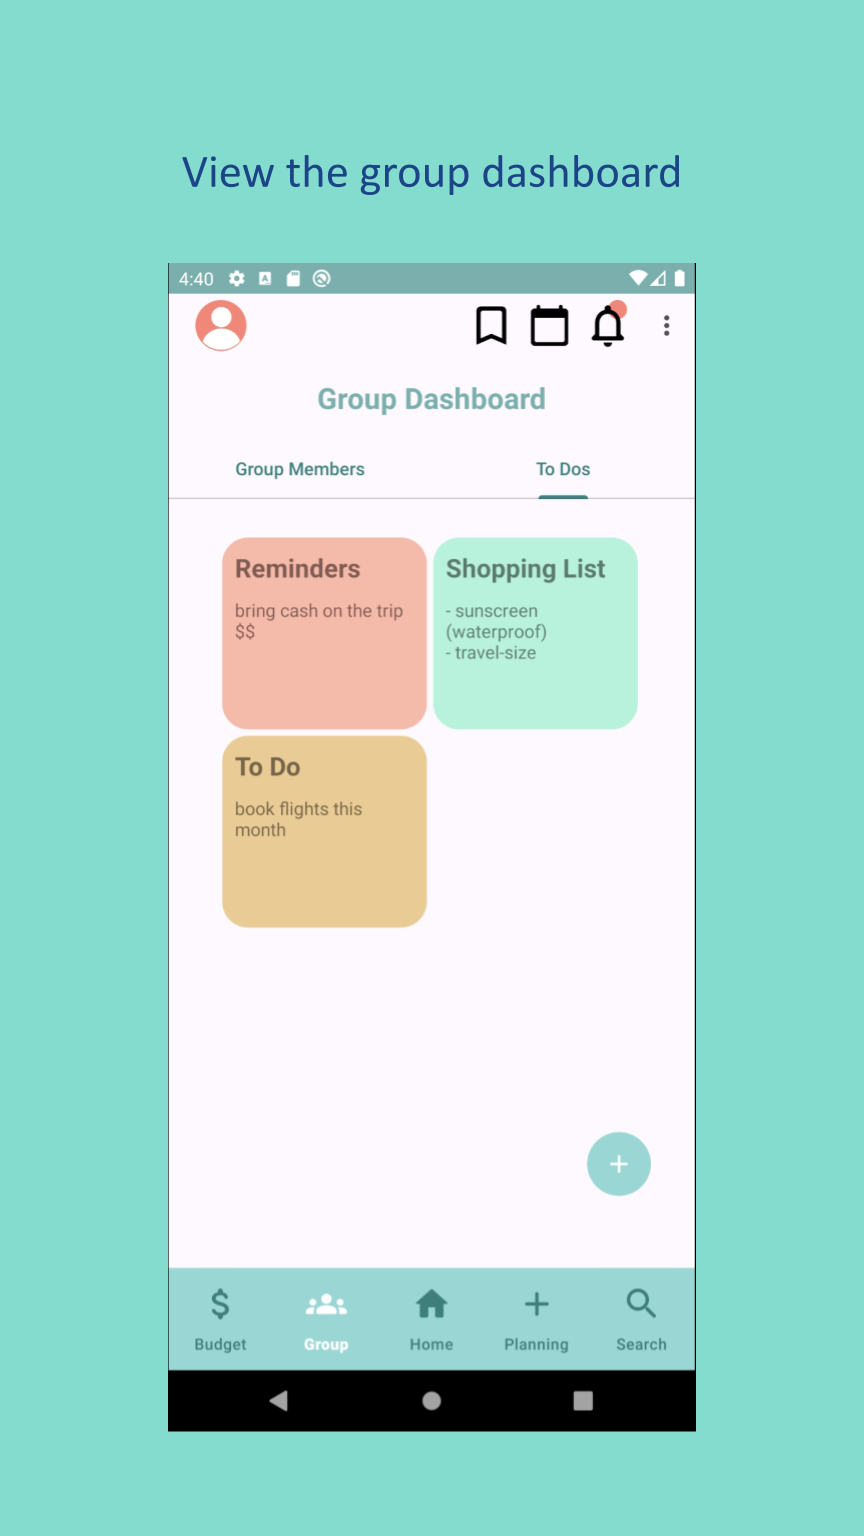 View the group dashboard
4:40
Group Dashboard
Group Members
To Dos
Reminders
bring cash on the trip
$$
Shopping List
- sunscreen
(waterproof)
- travel-size
To Do
book flights this
month
Budget
Group
Home
Planning
Search